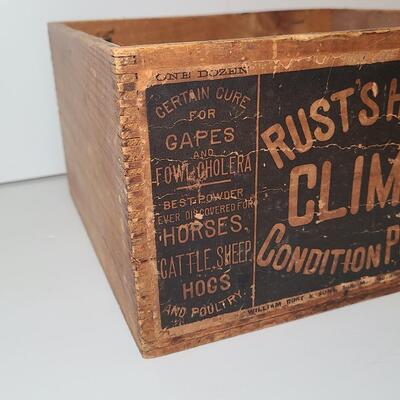 ONE DOZEN
CERTAIN CURE
FOR
GAPES
AND
FOWL CHOLERA
BEST POWDER
EVER DISCOVERED FOR
HORSES,
CATTLE, SHEEP,
HOGS
AND POULTRY.
RUST'S H
CLIM
CONDITION P
WILLIAM RUST & SONS